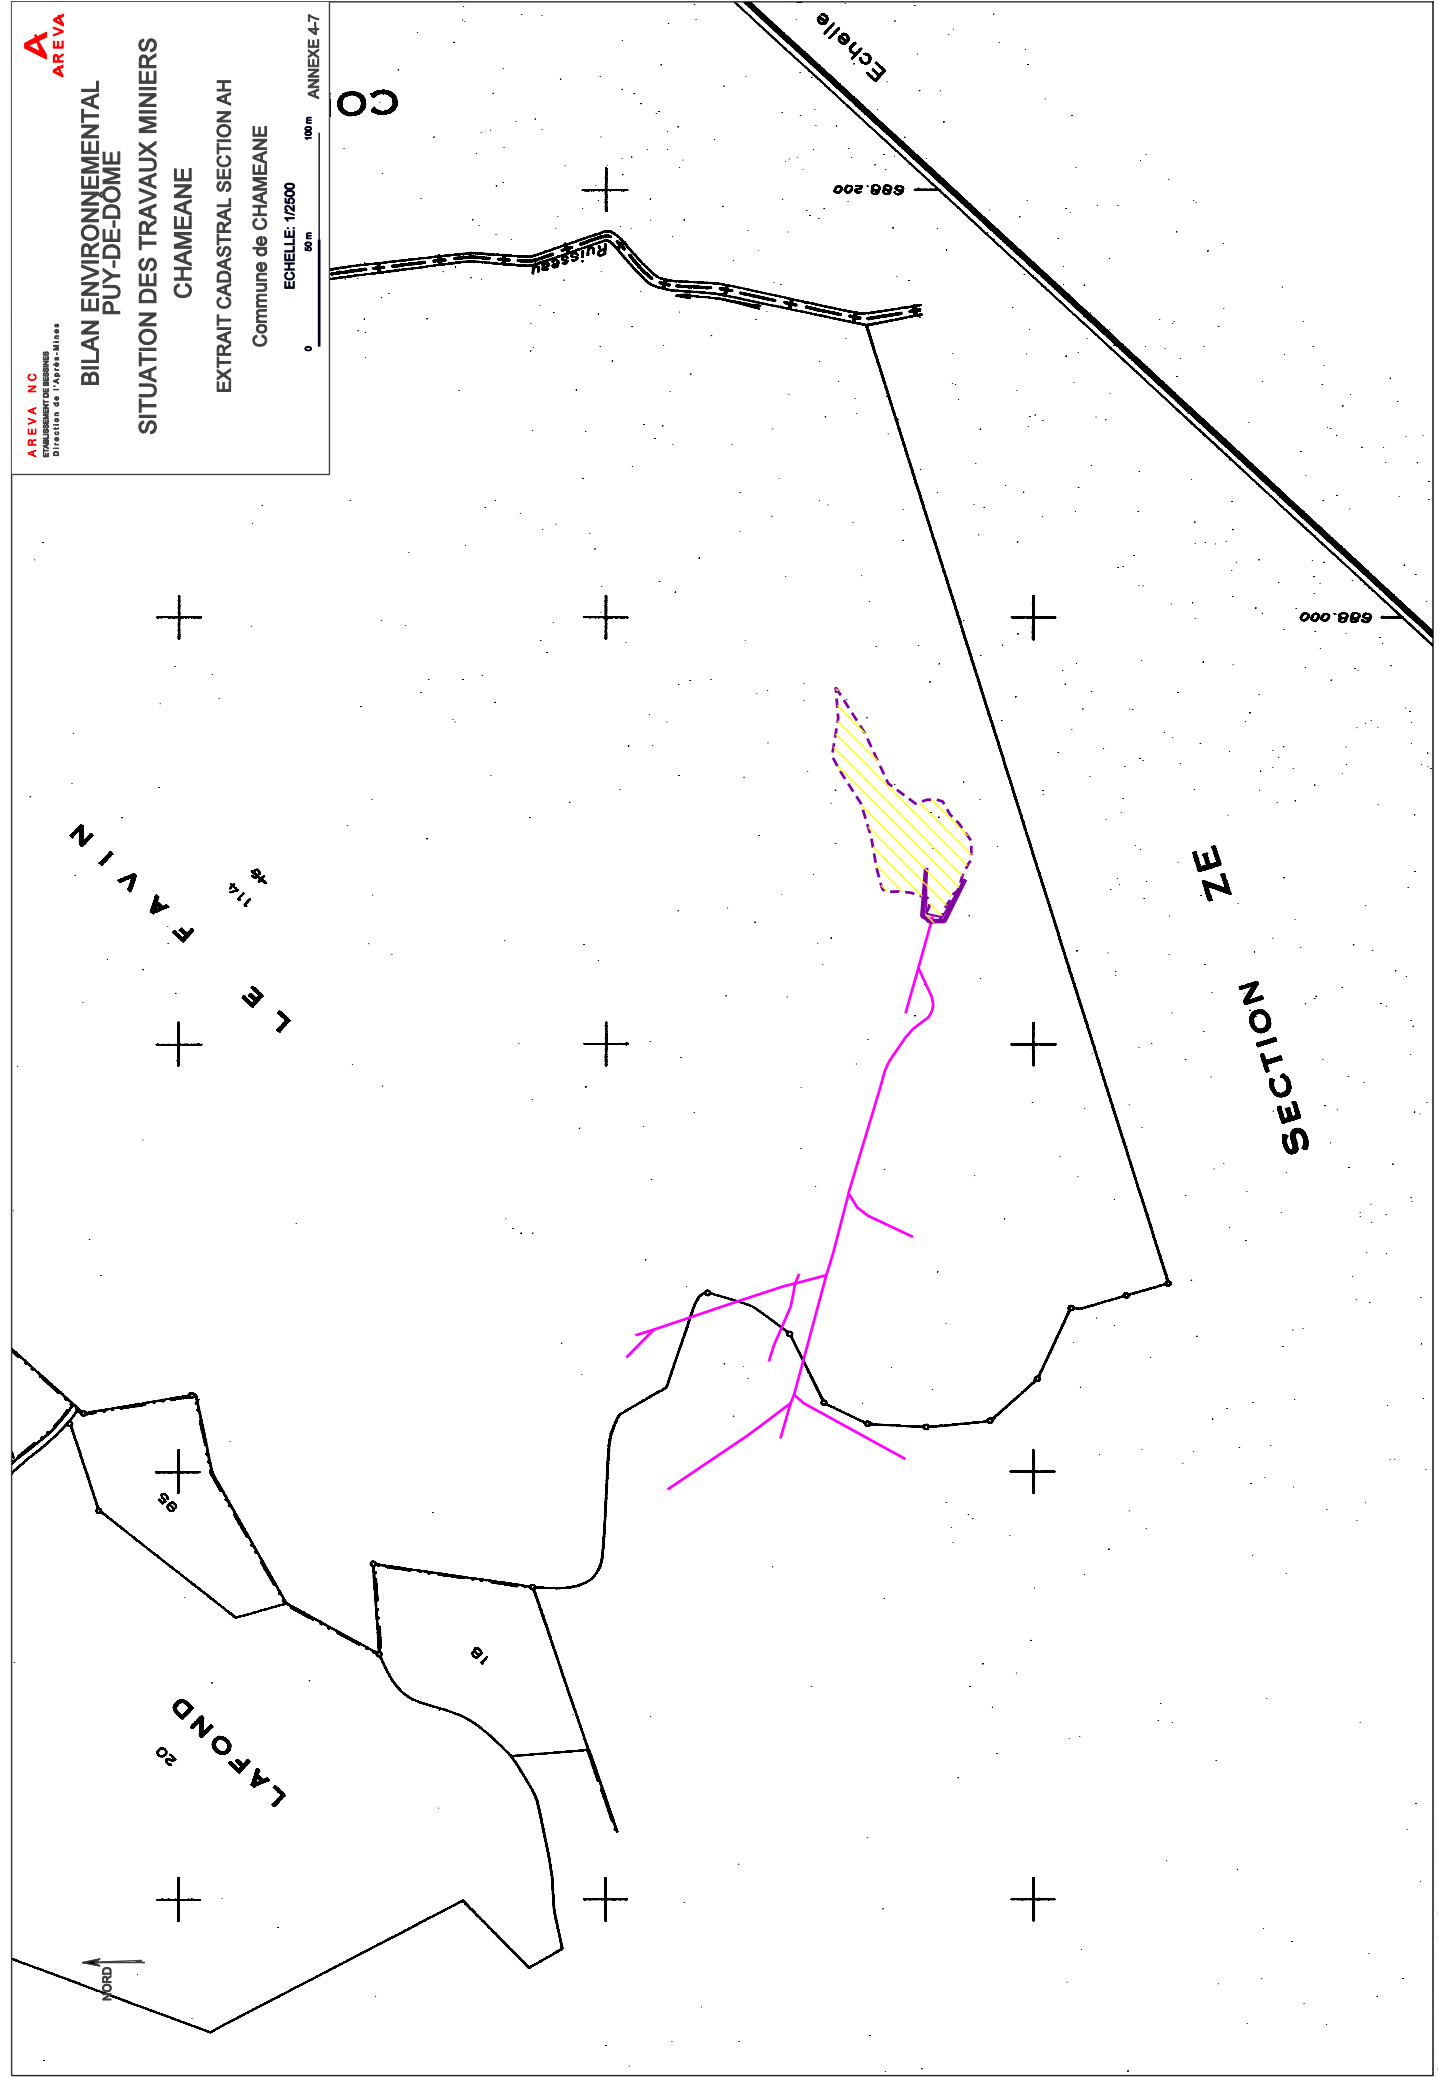 AREVA NC
ETABLISSEMENT DE BESSINES
Direction de l'Après-Mines
A
AREVA
BILAN ENVIRONNEMENTAL
PUY-DE-DÔME
SITUATION DES TRAVAUX MINIERS
CHAMEANE
EXTRAIT CADASTRAL SECTION AH
Commune de CHAMEANE
ECHELLE: 1/2500
0
50 m
100 m
ANNEXE 4-7
CO
Echelle
688.200
Ruisseau
688.000
LE FAVIN
114
SECTION ZE
95
18
LAFOND
20
NORD